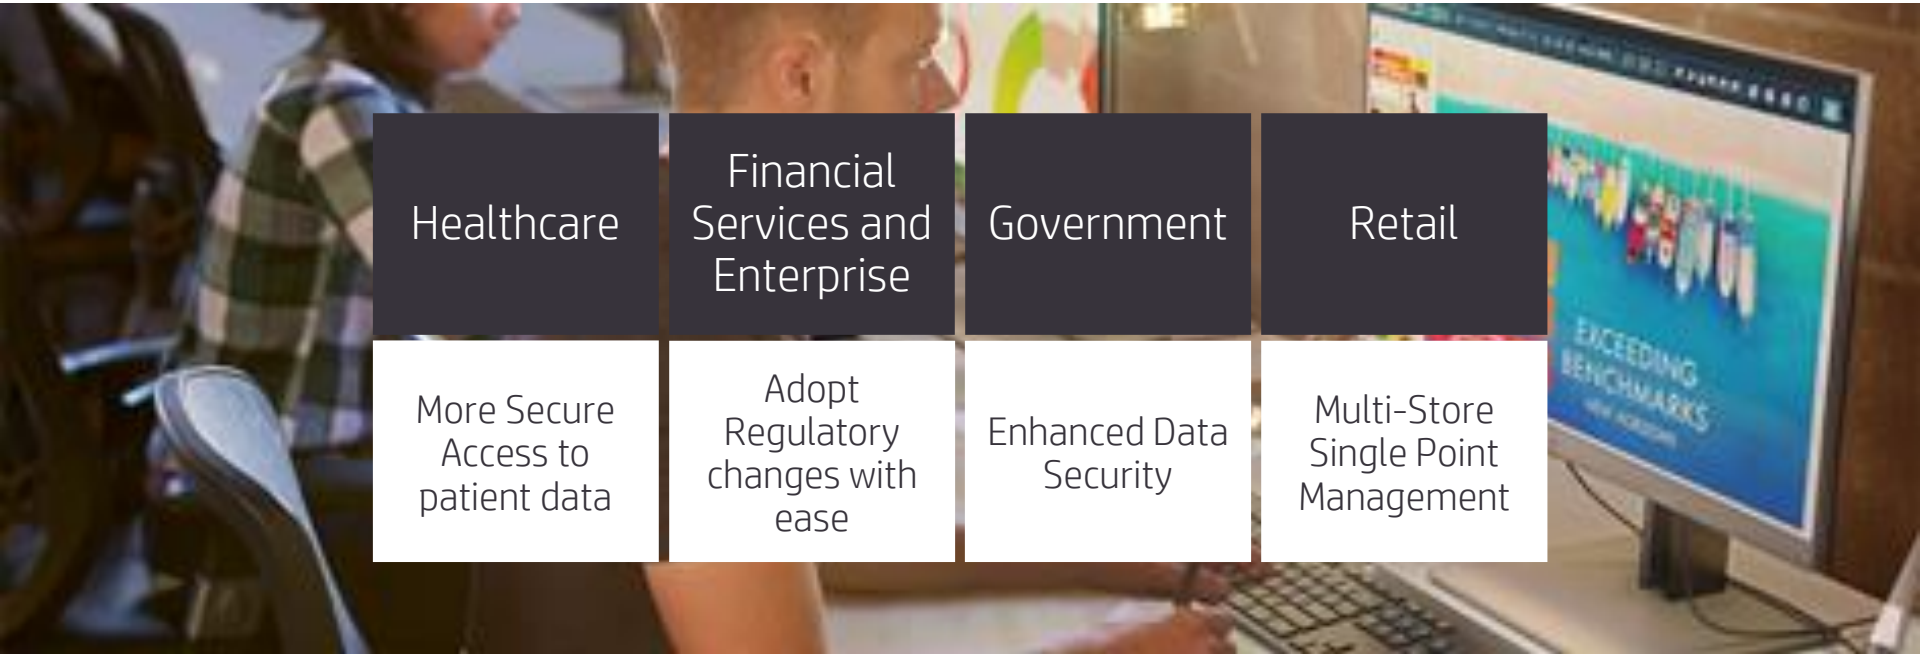 Healthcare
Financial
Services and
Enterprise
Government
Retail
More Secure
Access to
patient data
Adopt
Regulatory
changes with
ease
Enhanced Data
Security
Multi-Store
Single Point
Management
EXCEEDING
BENCHMARKS